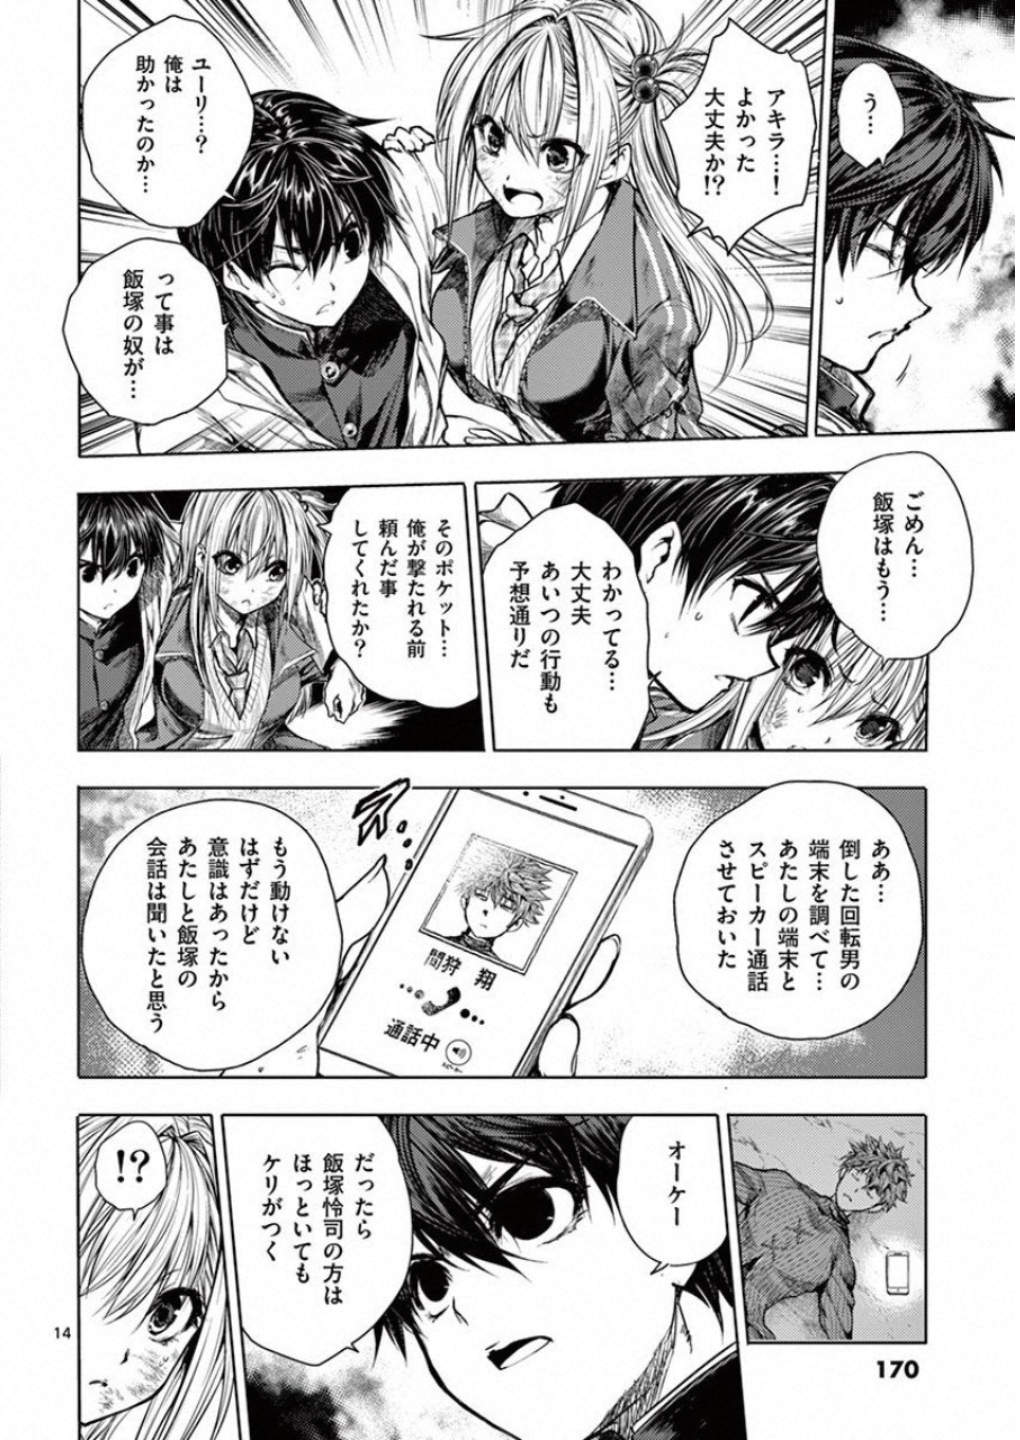 う…
アキラ…！
よかった
大丈夫か!?
ユーリ…？
俺は
助かったのか…
って事は
飯塚の奴が…
ごめん…
飯塚はもう…
わかってる…
大丈夫
あいつの行動も
予想通りだ
そのポケット…
俺が撃たれる前
頼んだ事
してくれたか？
ああ…
倒した回転男の
端末を調べて…
あたしの端末と
スピーカー通話
させておいた
間狩 翔
通話中
スピーカー
もう動けない
はずだけど
意識はあったから
あたしと飯塚の
会話は聞いたと思う
オーケー
だったら
飯塚怜司の方は
ほっといても
ケリがつく
!?
14
170